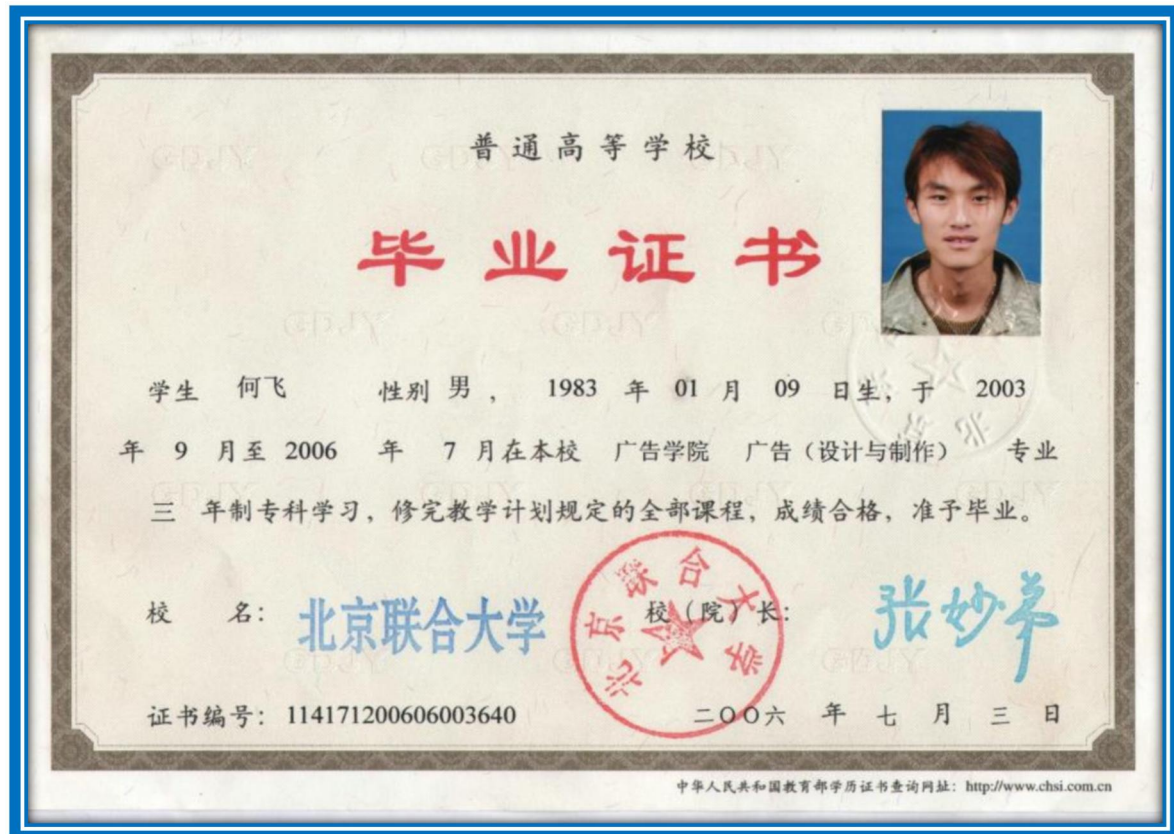 普通高等学校
毕业证书
学生 何飞 性别 男 , 1983 年 01 月 09 日生, 于 2003
年 9 月至 2006 年 7 月在本校 广告学院 广告（设计与制作） 专业
三 年制专科学习, 修完教学计划规定的全部课程, 成绩合格, 准予毕业。
校 名: 北京联合大学 校（院）长: 张妙弟
北京联合大学
证书编号: 114171200606003640 二〇〇六 年 七 月 三 日
中华人民共和国教育部学历证书查询网址: http://www.chsi.com.cn